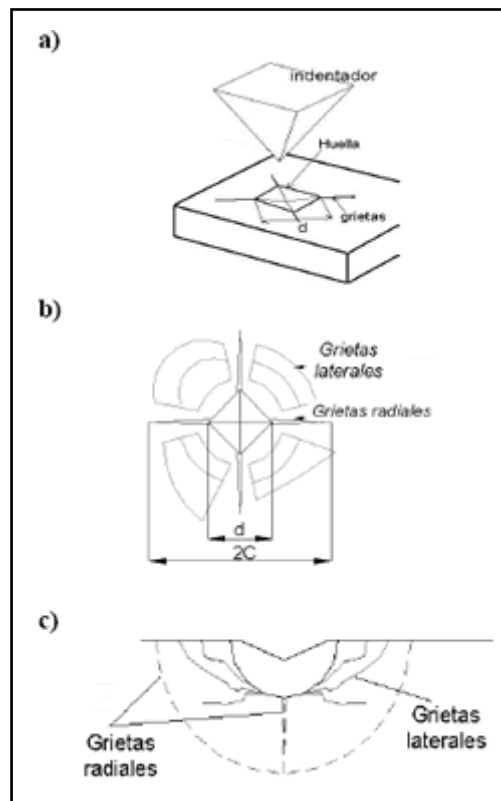 a)
indentador
Huella
grietas
d
b)
Grietas
laterales
Grietas radiales
d
2C
c)
Grietas
radiales
Grietas
laterales